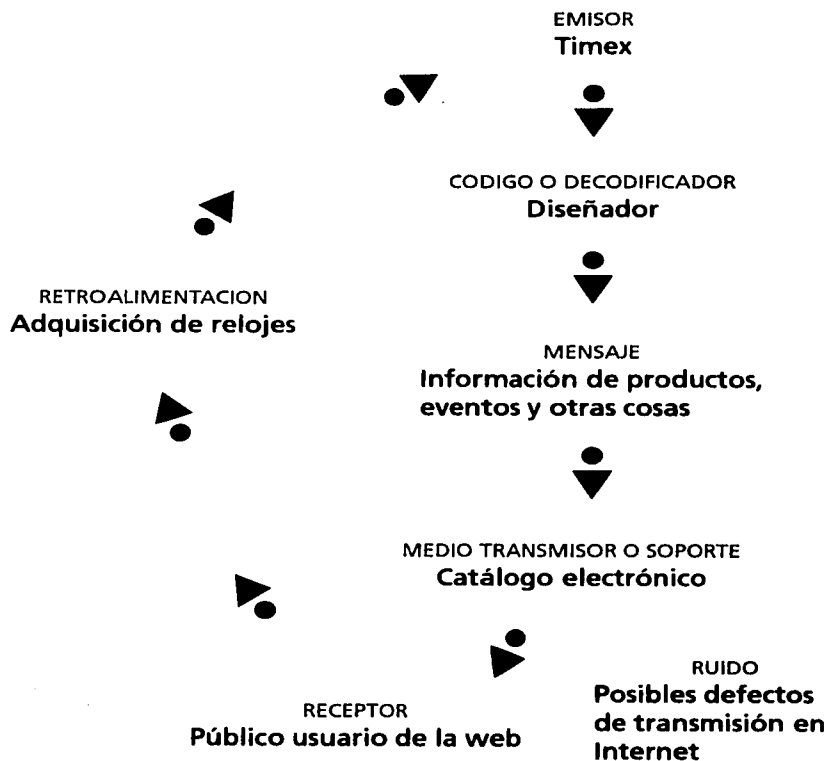 EMISOR
Timex
CODIGO O DECODIFICADOR
Diseñador
RETROALIMENTACION
Adquisición de relojes
MENSAJE
Información de productos,
eventos y otras cosas
MEDIO TRANSMISOR O SOPORTE
Catálogo electrónico
RUIDO
Posibles defectos
de transmisión en
Internet
RECEPTOR
Público usuario de la web